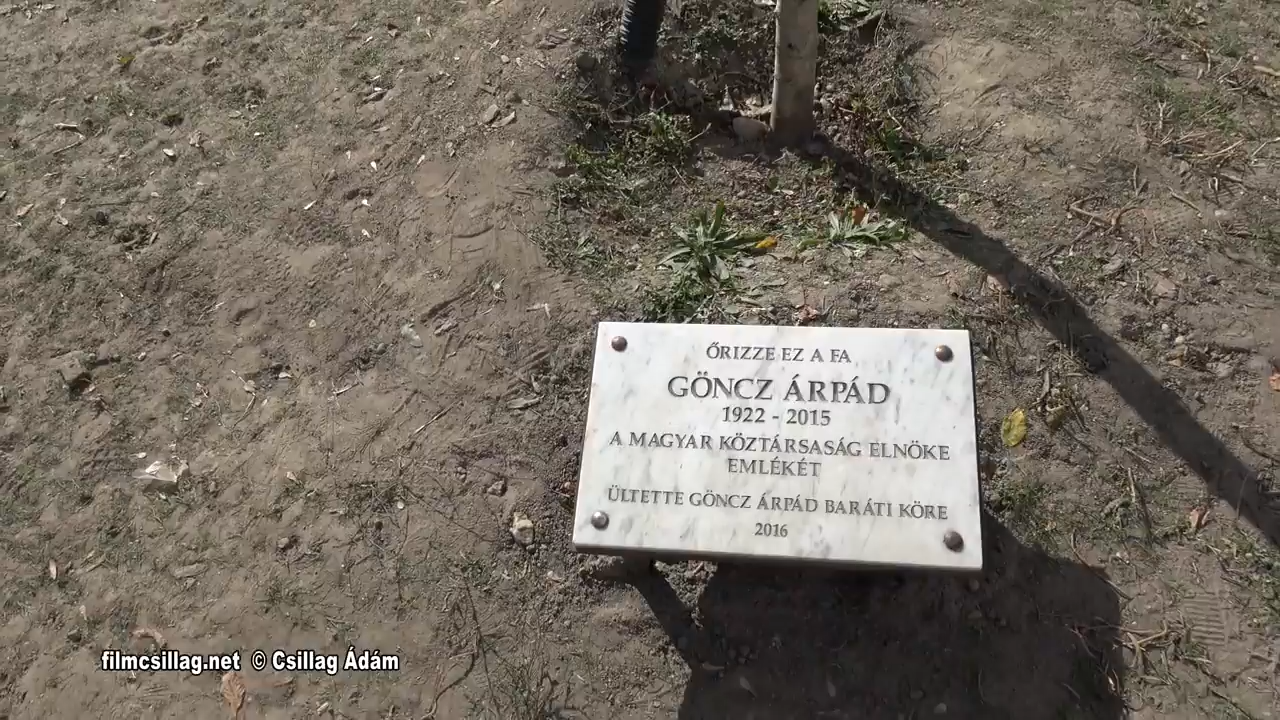 ŐRIZZE EZ A FA
GÖNCZ ÁRPÁD
1922 - 2015
A MAGYAR KÖZTÁRSASÁG ELNÖKE
EMLÉKÉT
ÜLTETTE GÖNCZ ÁRPÁD BARÁTI KÖRE
2016
filmcsillag.net © Csillag Ádám